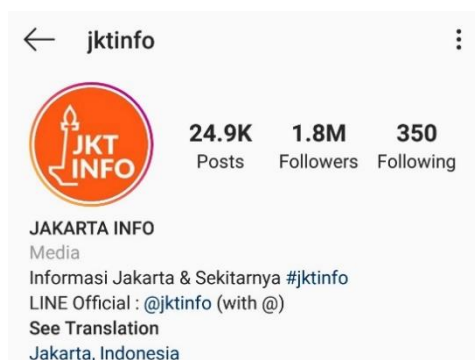 jktinfo
JKT
INFO
24.9K 1.8M 350
Posts Followers Following
JAKARTA INFO
Media
Informasi Jakarta & Sekitarnya #jktinfo
LINE Official : @jktinfo (with @)
See Translation
Jakarta, Indonesia